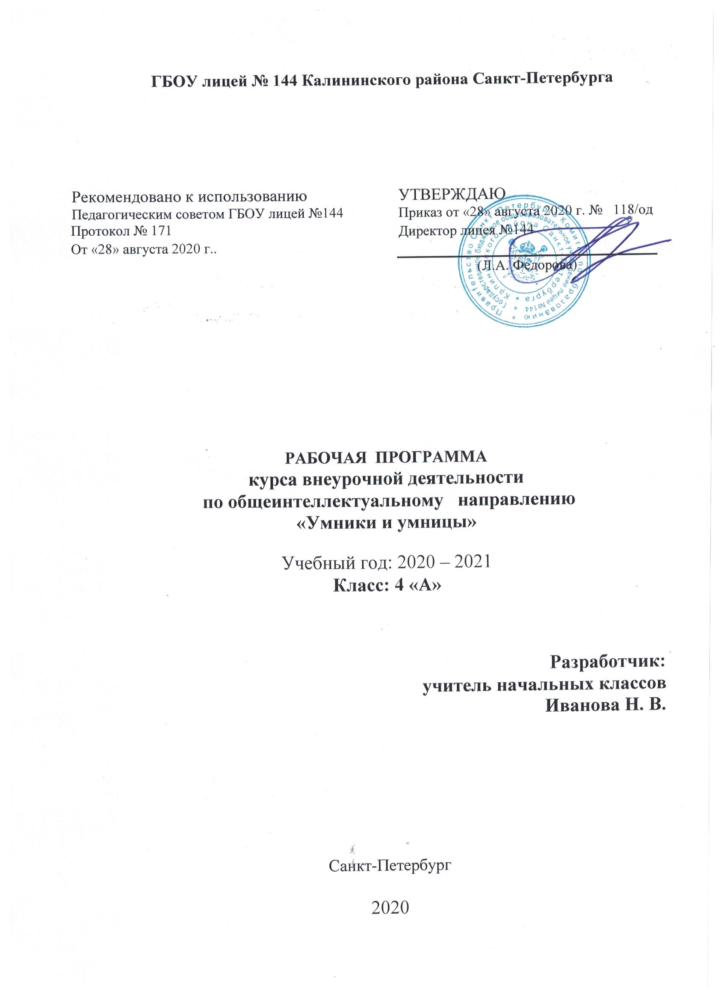 ГБОУ лицей № 144 Калининского района Санкт-Петербурга
Рекомендовано к использованию
Педагогическим советом ГБОУ лицей №144
Протокол № 171
От «28» августа 2020 г..
УТВЕРЖДАЮ
Приказ от «28» августа 2020 г. № 118/од
Директор лицея №144
(Л.А. Федорова)
Правительство Санкт-Петербурга Комитет по образованию *
Государственное бюджетное общеобразовательное учреждение лицей №144 *
Калининского района Санкт-Петербурга *
РАБОЧАЯ ПРОГРАММА
курса внеурочной деятельности
по общеинтеллектуальному направлению
«Умники и умницы»
Учебный год: 2020 – 2021
Класс: 4 «А»
Разработчик:
учитель начальных классов
Иванова Н. В.
Санкт-Петербург
2020